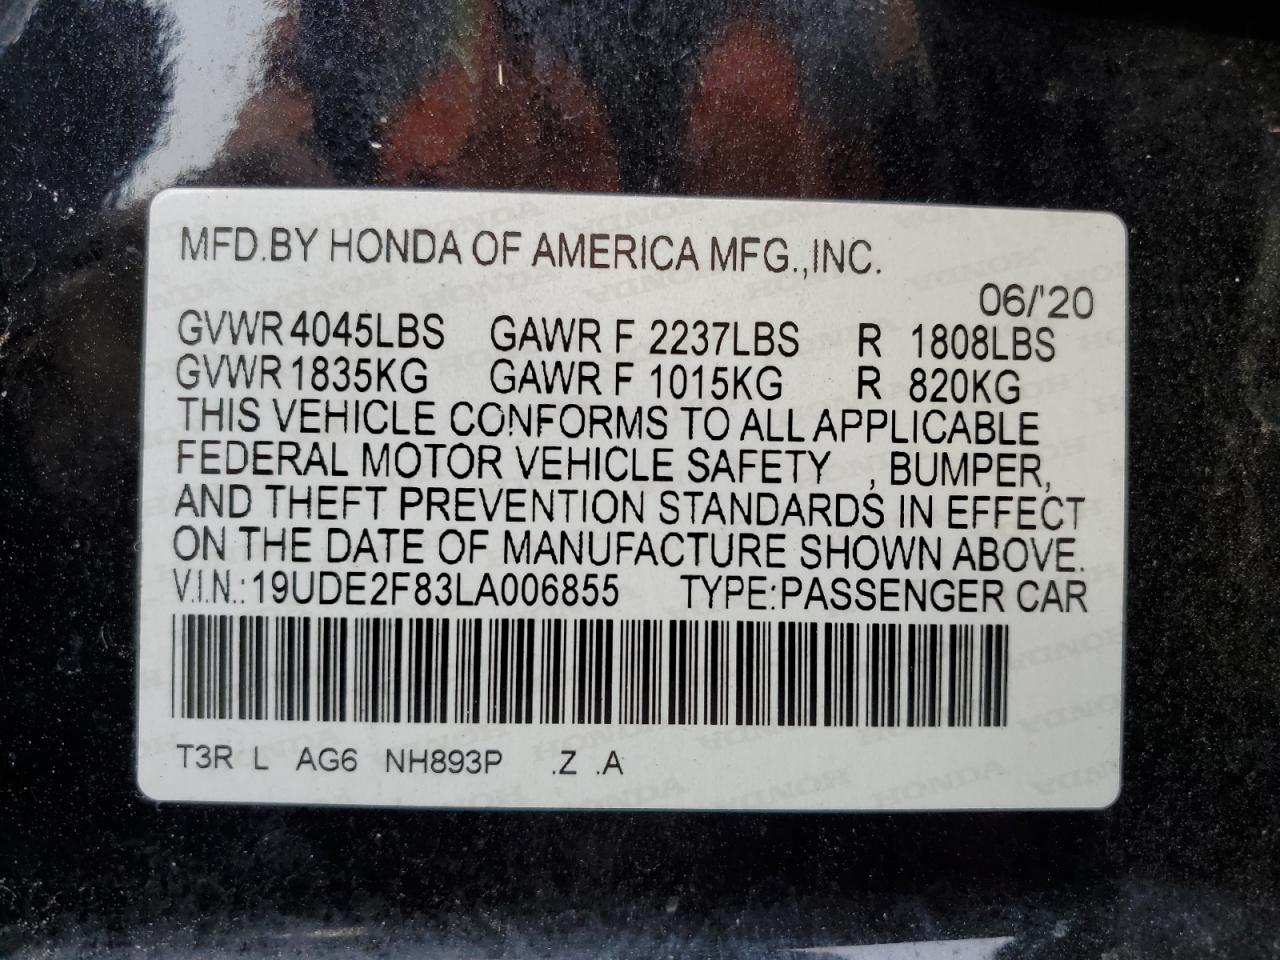 MFD.BY HONDA OF AMERICA MFG.,INC.
06/'20
GVWR 4045LBS GAWR F 2237LBS R 1808LBS
GVWR 1835KG GAWR F 1015KG R 820KG
THIS VEHICLE CONFORMS TO ALL APPLICABLE
FEDERAL MOTOR VEHICLE SAFETY , BUMPER,
AND THEFT PREVENTION STANDARDS IN EFFECT
ON THE DATE OF MANUFACTURE SHOWN ABOVE.
V.I.N.:19UDE2F83LA006855 TYPE:PASSENGER CAR
T3R L AG6 NH893P .Z .A